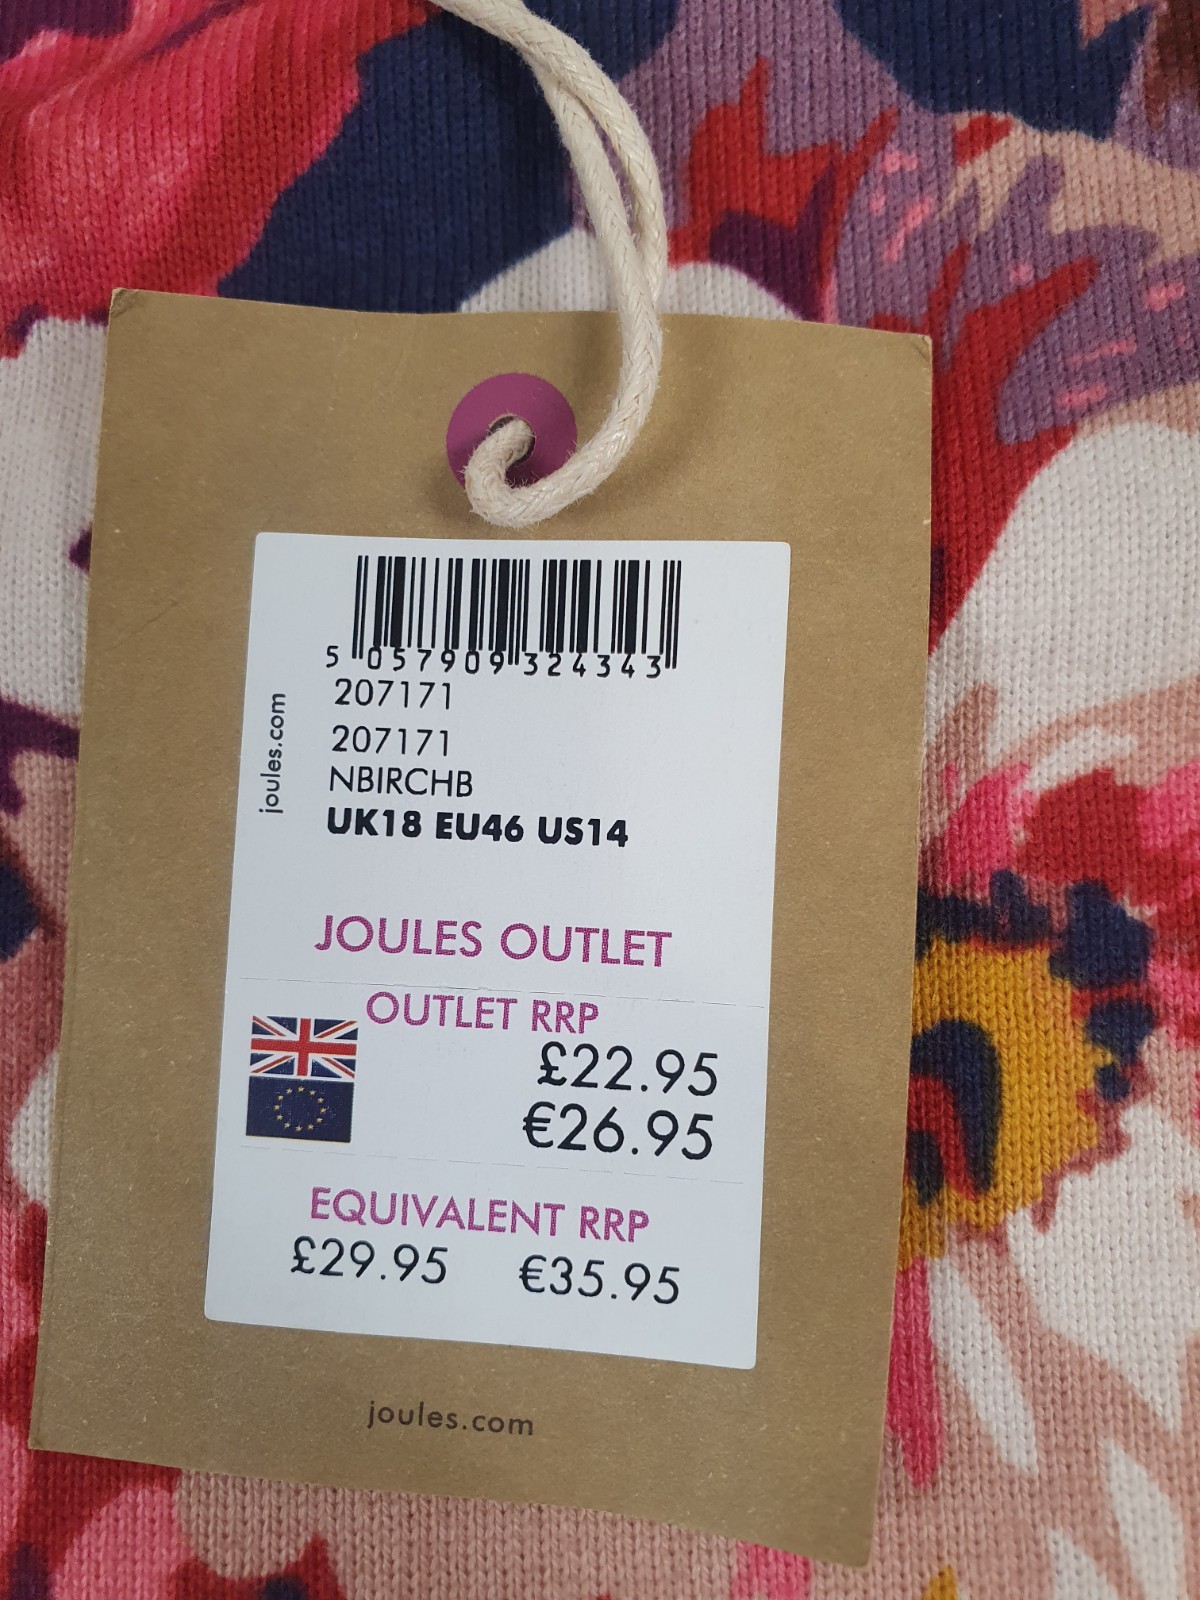 5 057909 324343
207171
207171
NBIRCHB
UK18 EU46 US14
joules.com
JOULES OUTLET
OUTLET RRP
£22.95
€26.95
EQUIVALENT RRP
£29.95 €35.95
joules.com